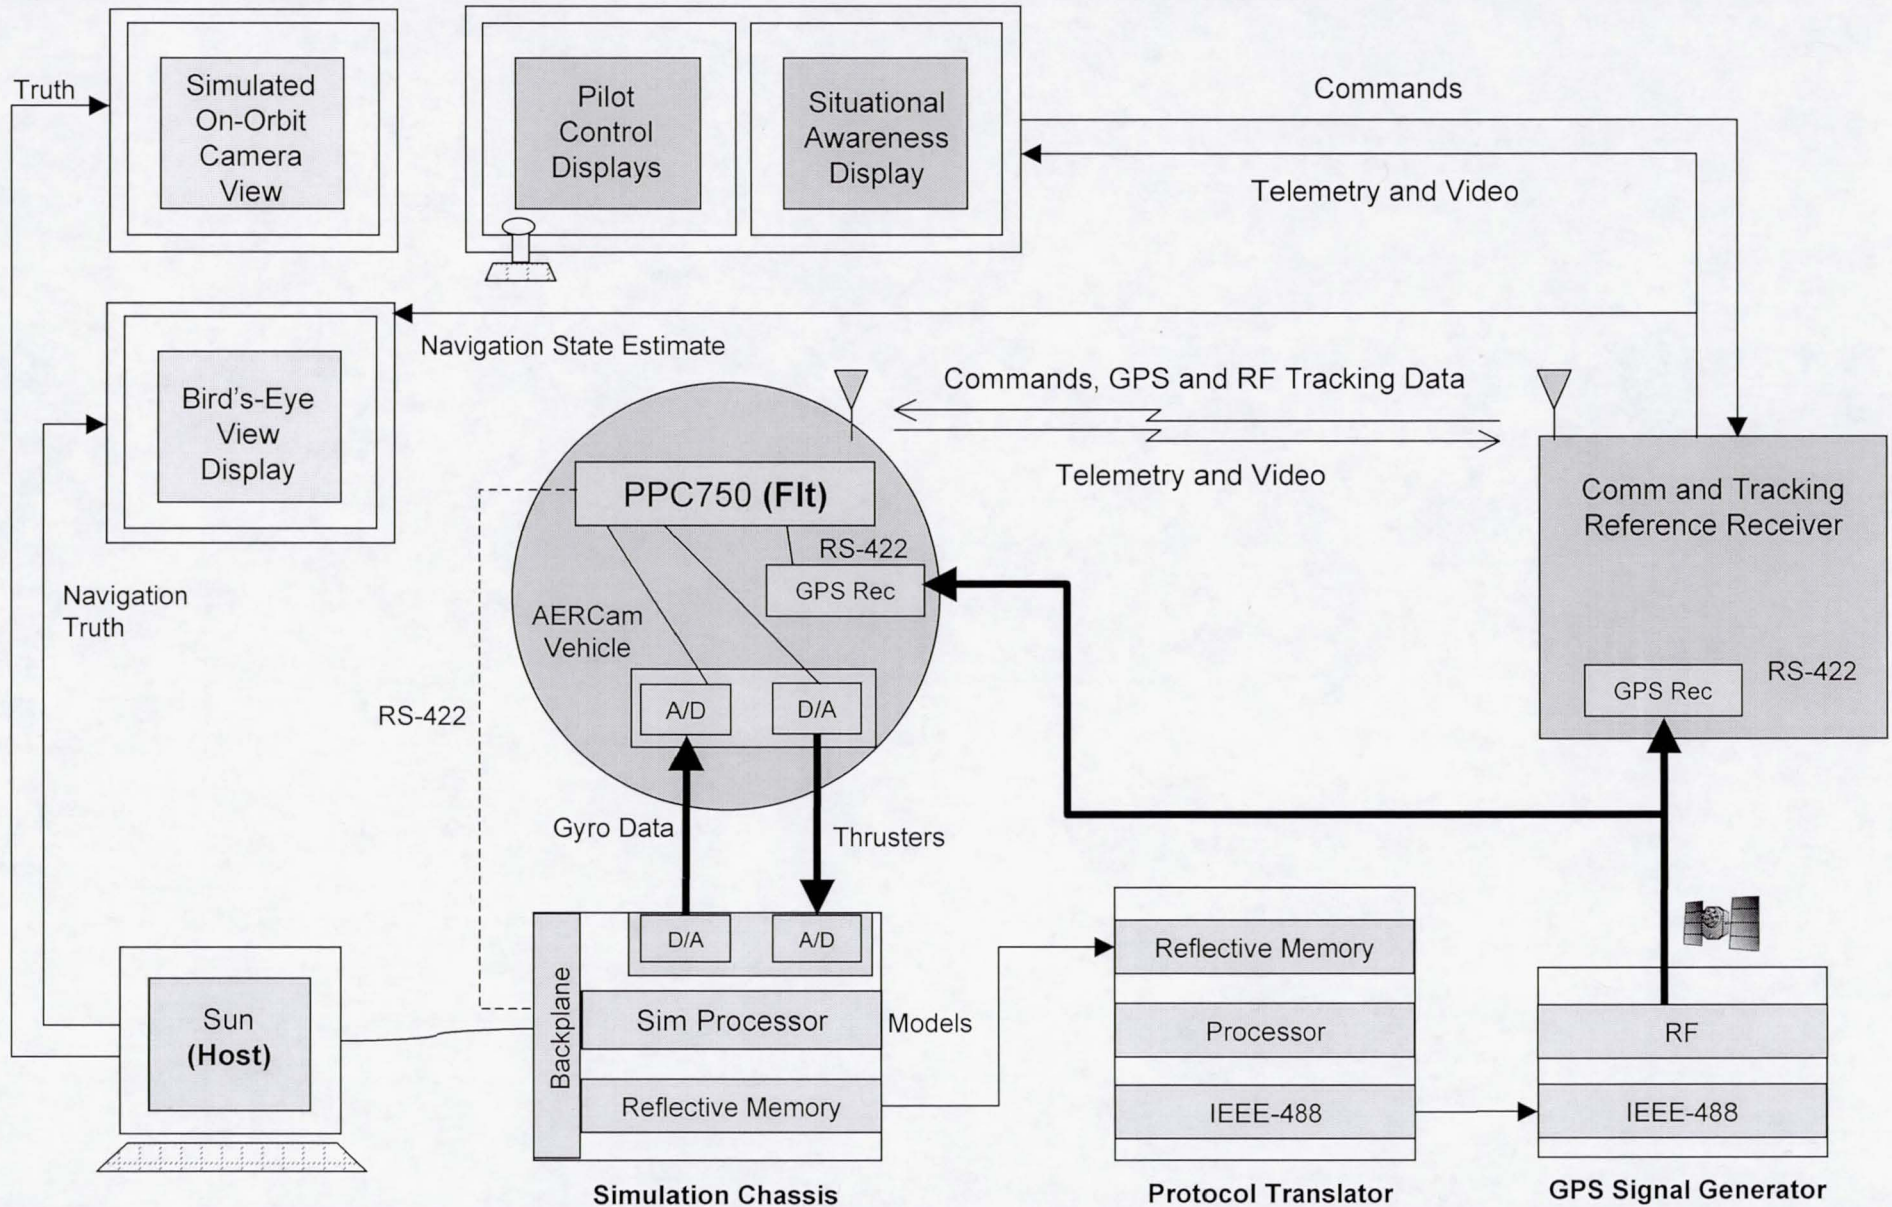 Truth
Simulated
On-Orbit
Camera
View
Pilot
Control
Displays
Situational
Awareness
Display
Commands
Telemetry and Video
Navigation State Estimate
Bird's-Eye
View
Display
Commands, GPS and RF Tracking Data
Telemetry and Video
PPC750 (Flt)
RS-422
GPS Rec
AERCam
Vehicle
A/D
D/A
Comm and Tracking
Reference Receiver
RS-422
GPS Rec
Navigation
Truth
RS-422
Gyro Data
Thrusters
D/A
A/D
Backplane
Sim Processor
Models
Reflective Memory
Simulation Chassis
Sun
(Host)
Reflective Memory
Processor
IEEE-488
Protocol Translator
RF
IEEE-488
GPS Signal Generator